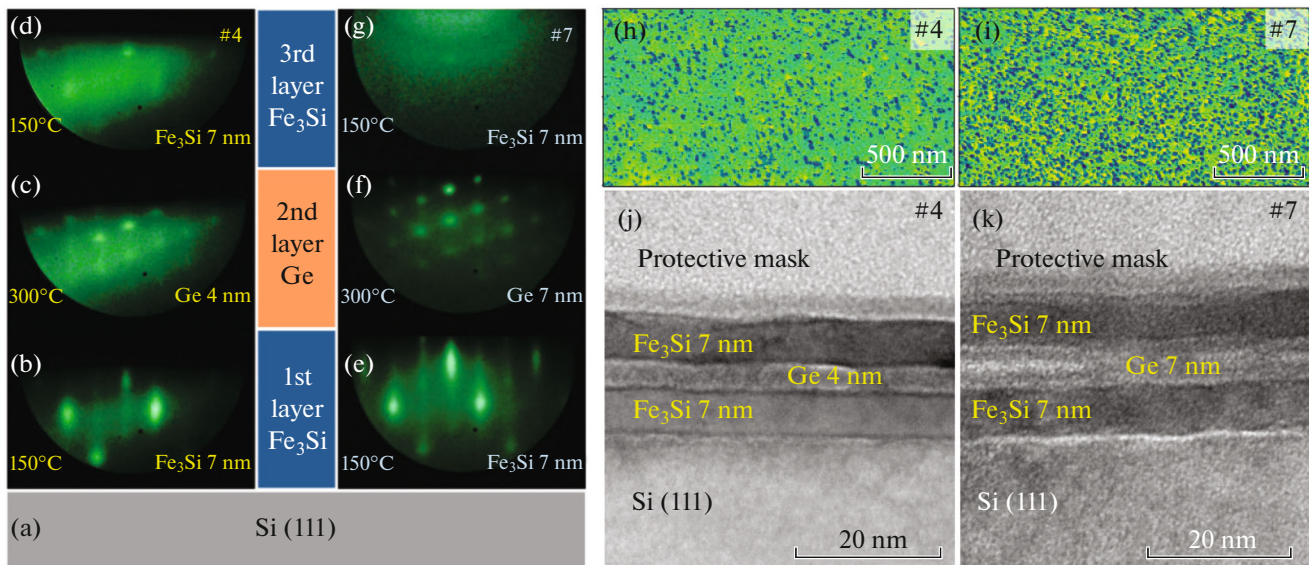 (d)
#4
150°C
Fe₃Si 7 nm
3rd
layer
Fe₃Si
(g)
#7
150°C
Fe₃Si 7 nm
(c)
300°C
Ge 4 nm
2nd
layer
Ge
(f)
300°C
Ge 7 nm
(b)
150°C
Fe₃Si 7 nm
1st
layer
Fe₃Si
(e)
150°C
Fe₃Si 7 nm
(a)
Si (111)
(h)
#4
500 nm
(i)
#7
500 nm
(j)
#4
Protective mask
Fe₃Si 7 nm
Ge 4 nm
Fe₃Si 7 nm
Si (111)
20 nm
(k)
#7
Protective mask
Fe₃Si 7 nm
Ge 7 nm
Fe₃Si 7 nm
Si (111)
20 nm